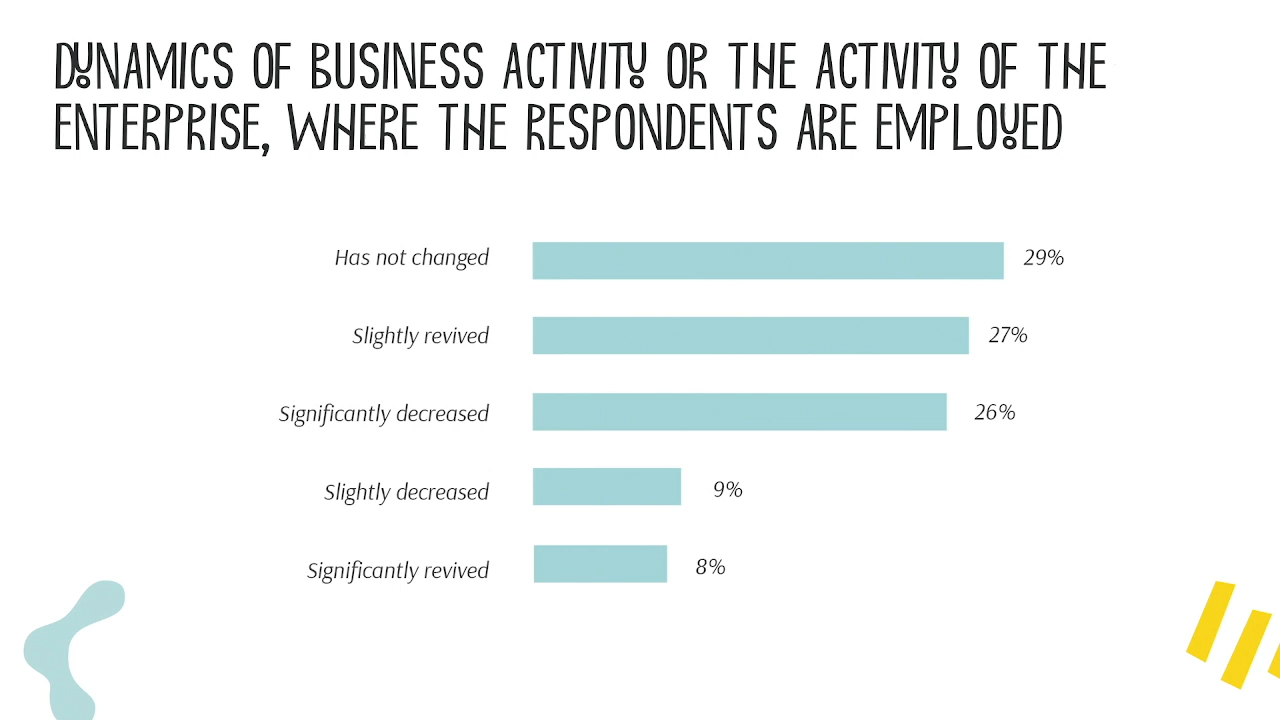 DYNAMICS OF BUSINESS ACTIVITY OR THE ACTIVITY OF THE
ENTERPRISE, WHERE THE RESPONDENTS ARE EMPLOYED
Has not changed 29%
Slightly revived 27%
Significantly decreased 26%
Slightly decreased 9%
Significantly revived 8%